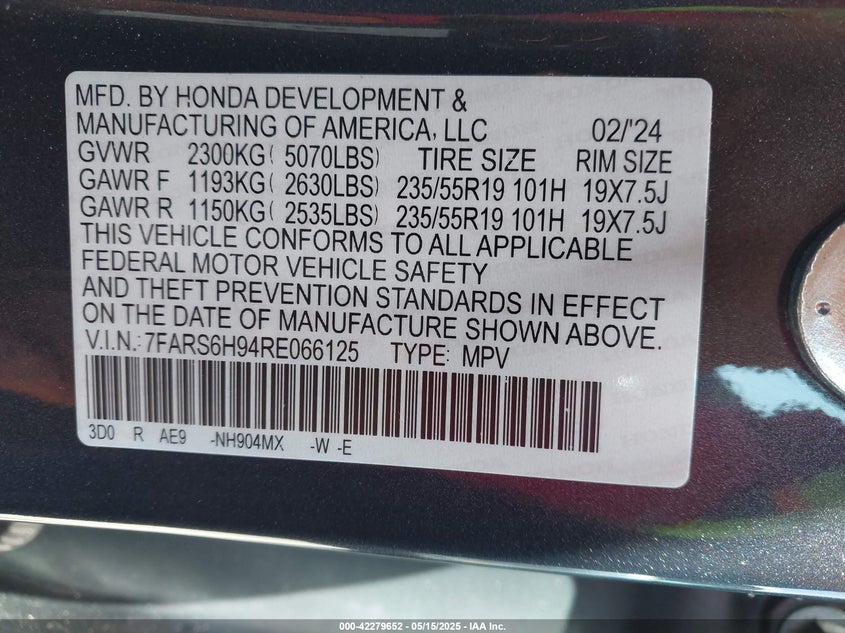 MFD. BY HONDA DEVELOPMENT &
MANUFACTURING OF AMERICA, LLC 02/'24
GVWR 2300KG( 5070LBS) TIRE SIZE RIM SIZE
GAWR F 1193KG( 2630LBS) 235/55R19 101H 19X7.5J
GAWR R 1150KG( 2535LBS) 235/55R19 101H 19X7.5J
THIS VEHICLE CONFORMS TO ALL APPLICABLE
FEDERAL MOTOR VEHICLE SAFETY
AND THEFT PREVENTION STANDARDS IN EFFECT
ON THE DATE OF MANUFACTURE SHOWN ABOVE.
V.I.N.:7FARS6H94RE066125 TYPE: MPV
3D0 R AE9 -NH904MX -W -E
000-42279652 — 05/15/2025 — IAA Inc.